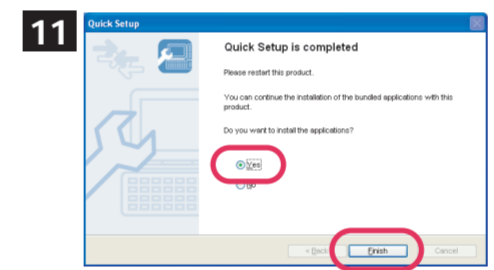 11
Quick Setup
Quick Setup is completed
Please restart this product.
You can continue the installation of the bundled applications with this
product.
Do you want to install the applications?
Yes
No
< Back
Finish
Cancel